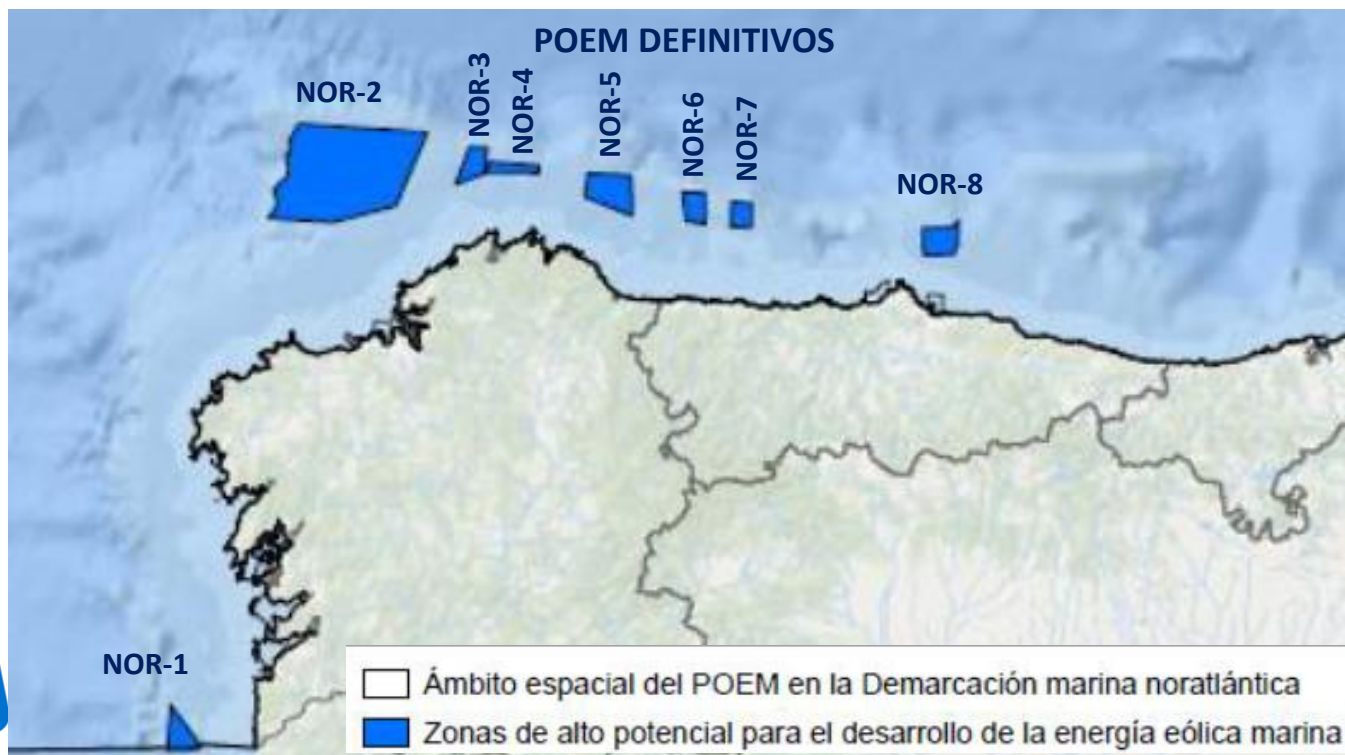 POEM DEFINITIVOS
NOR-2
NOR-3
NOR-4
NOR-5
NOR-6
NOR-7
NOR-8
NOR-1
Ámbito espacial del POEM en la Demarcación marina noratlántica
Zonas de alto potencial para el desarrollo de la energía eólica marina